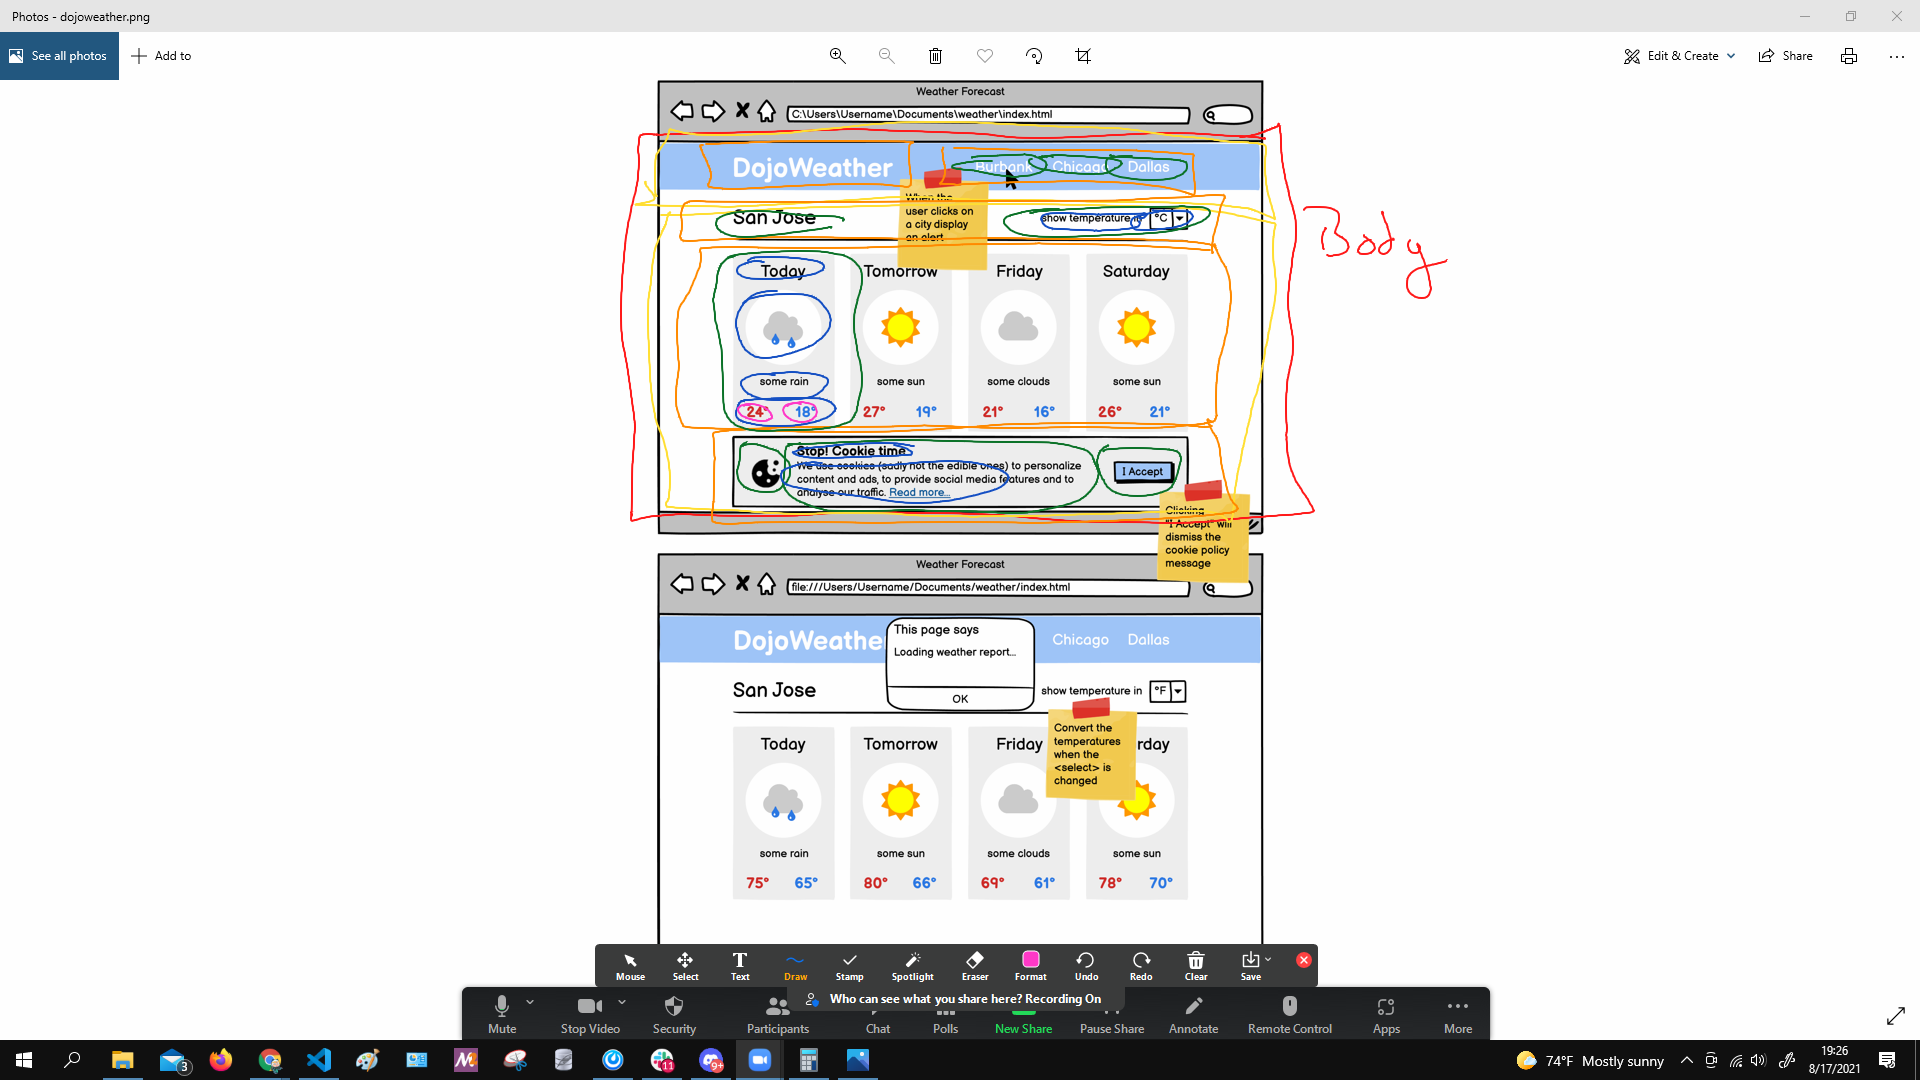 Photos - dojoweather.png
See all photos
Add to
Edit & Create
Share
Weather Forecast
C:\Users\Username\Documents\weather\index.html
DojoWeather
Burbank
Chicago
Dallas
When the
user clicks on
a city display
an alert
San Jose
show temperature in
°C
Body
Today
Tomorrow
Friday
Saturday
some rain
some sun
some clouds
some sun
24° 18°
27° 19°
21° 16°
26° 21°
Stop! Cookie time
We use cookies (sadly not the edible ones) to personalize
content and ads, to provide social media features and to
analyse our traffic. Read more...
I Accept
Clicking
"I Accept" will
dismiss the
cookie policy
message
Weather Forecast
file:///Users/Username/Documents/weather/index.html
DojoWeathe
Chicago
Dallas
This page says
Loading weather report...
OK
San Jose
show temperature in
°F
Convert the
temperatures
when the
<select> is
changed
Today
Tomorrow
Friday
rday
some rain
some sun
some clouds
some sun
75° 65°
80° 66°
69° 61°
78° 70°
Mouse
Select
Text
Draw
Stamp
Spotlight
Eraser
Format
Undo
Redo
Clear
Save
Who can see what you share here? Recording On
Mute
Stop Video
Security
Participants
Chat
Polls
New Share
Pause Share
Annotate
Remote Control
Apps
More
3
11
9+
74°F Mostly sunny
19:26
8/17/2021